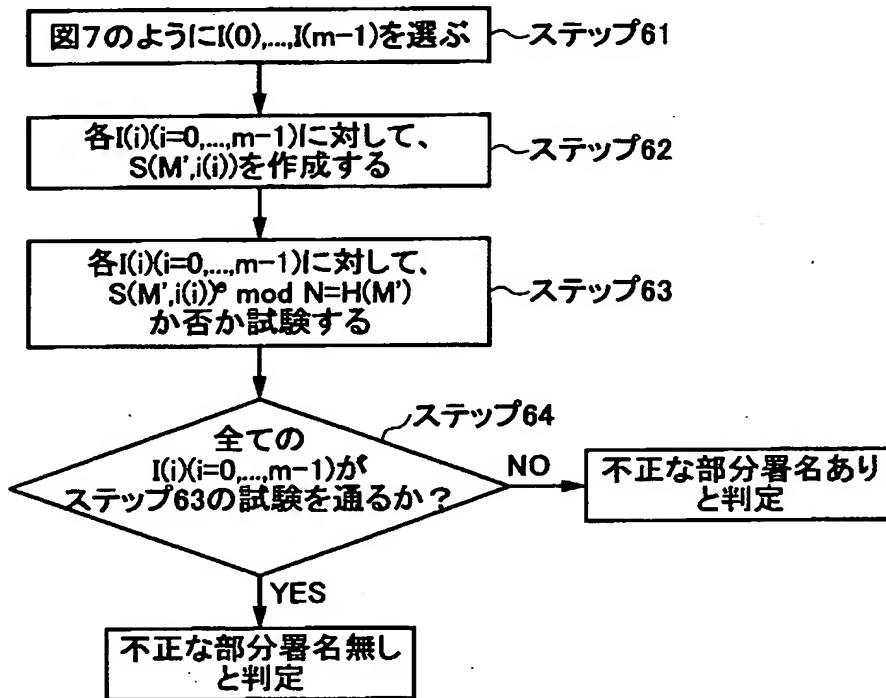 図7のようにI(0),...,I(m-1)を選ぶ
ステップ61
各I(i)(i=0,...,m-1)に対して、
S(M',i(i))を作成する
ステップ62
各I(i)(i=0,...,m-1)に対して、
S(M',i(i))ᵉ mod N=H(M')
か否か試験する
ステップ63
ステップ64
全ての
I(i)(i=0,...,m-1)が
ステップ63の試験を通るか？
NO
不正な部分署名あり
と判定
YES
不正な部分署名無し
と判定